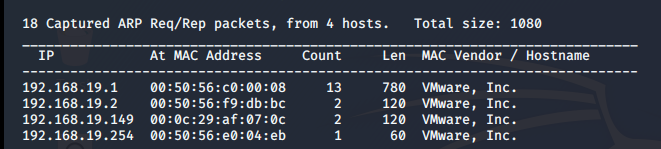 18 Captured ARP Req/Rep packets, from 4 hosts.   Total size: 1080
_____________________________________________________________________________
  IP            At MAC Address     Count     Len  MAC Vendor / Hostname
-----------------------------------------------------------------------------
192.168.19.1    00:50:56:c0:00:08     13     780  VMware, Inc.
192.168.19.2    00:50:56:f9:db:bc      2     120  VMware, Inc.
192.168.19.149  00:0c:29:af:07:0c      2     120  VMware, Inc.
192.168.19.254  00:50:56:e0:04:eb      1      60  VMware, Inc.